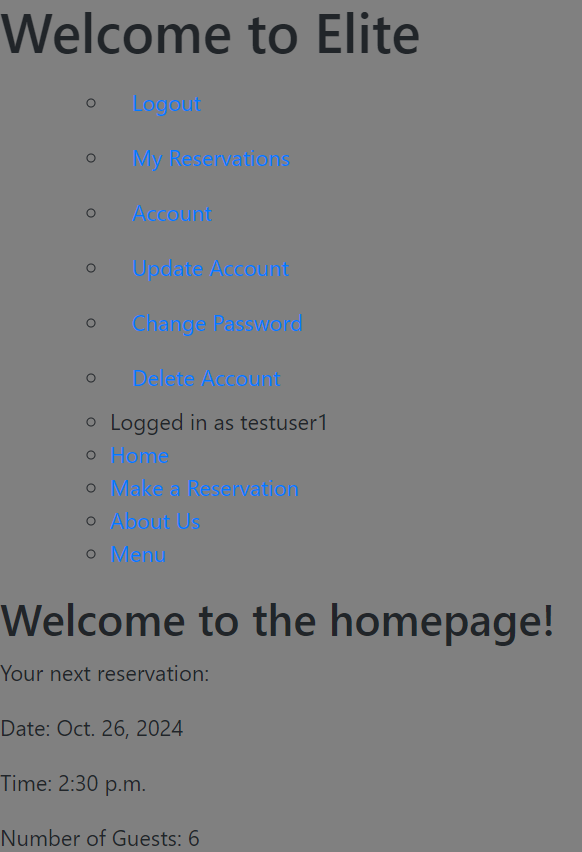 Welcome to Elite
Logout
My Reservations
Account
Update Account
Change Password
Delete Account
Logged in as testuser1
Home
Make a Reservation
About Us
Menu
Welcome to the homepage!
Your next reservation:
Date: Oct. 26, 2024
Time: 2:30 p.m.
Number of Guests: 6